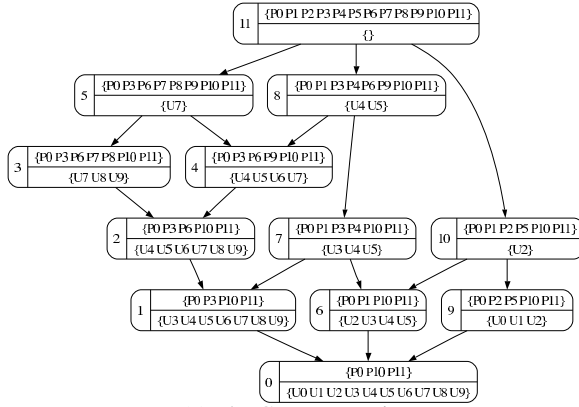 11
{P0 P1 P2 P3 P4 P5 P6 P7 P8 P9 P10 P11}
{}
5
{P0 P3 P6 P7 P8 P9 P10 P11}
{U7}
8
{P0 P1 P3 P4 P6 P9 P10 P11}
{U4 U5}
3
{P0 P3 P6 P7 P8 P10 P11}
{U7 U8 U9}
4
{P0 P3 P6 P9 P10 P11}
{U4 U5 U6 U7}
2
{P0 P3 P6 P10 P11}
{U4 U5 U6 U7 U8 U9}
7
{P0 P1 P3 P4 P10 P11}
{U3 U4 U5}
10
{P0 P1 P2 P5 P10 P11}
{U2}
1
{P0 P3 P10 P11}
{U3 U4 U5 U6 U7 U8 U9}
6
{P0 P1 P10 P11}
{U2 U3 U4 U5}
9
{P0 P2 P5 P10 P11}
{U0 U1 U2}
0
{P0 P10 P11}
{U0 U1 U2 U3 U4 U5 U6 U7 U8 U9}